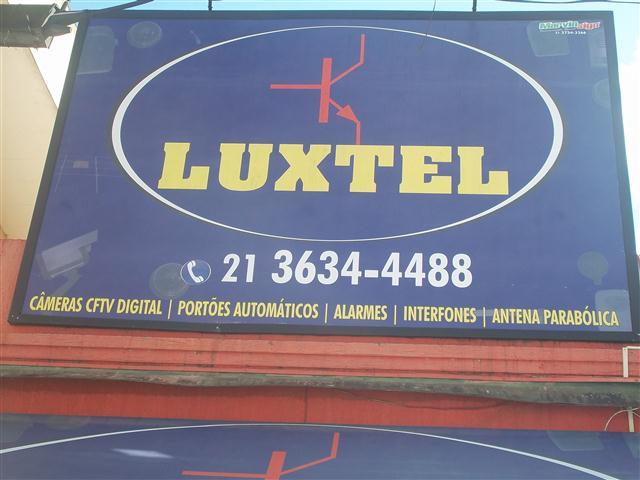 LUXTEL
21 3634-4488
CÂMERAS CFTV DIGITAL | PORTÕES AUTOMÁTICOS | ALARMES | INTERFONES | ANTENA PARABÓLICA